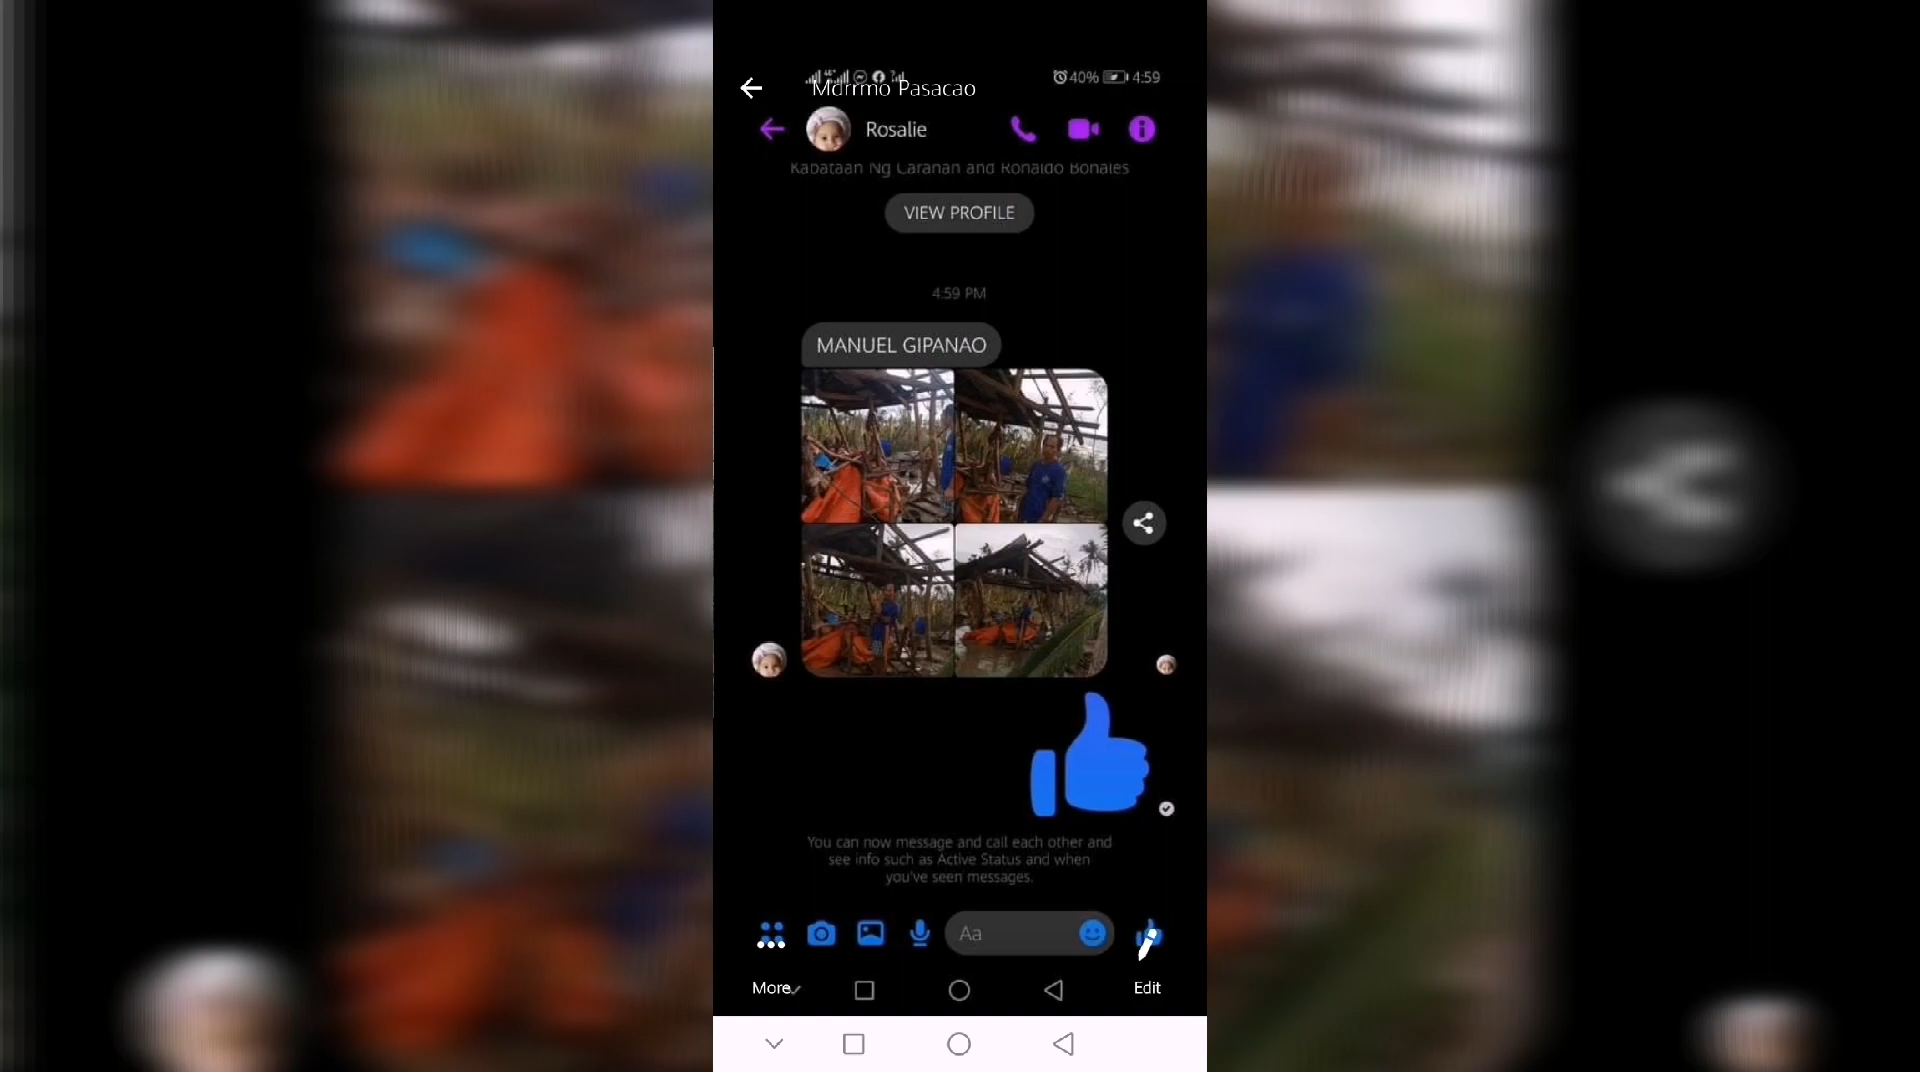 40% 4:59
Mdrrmo Pasacao
Rosalie
Kabataan Ng Caranan and Ronaldo Bonales
VIEW PROFILE
4:59 PM
MANUEL GIPANAO
You can now message and call each other and
see info such as Active Status and when
you've seen messages.
Aa
More
Edit